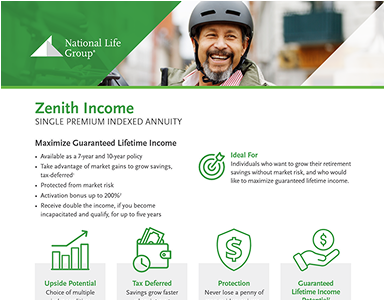 National Life
Group®
Zenith Income
SINGLE PREMIUM INDEXED ANNUITY
Maximize Guaranteed Lifetime Income
• Available as a 7-year and 10-year policy
• Take advantage of market gains to grow savings,
tax-deferred¹
• Protected from market risk
• Activation bonus up to 200%²
• Receive double the income, if you become
incapacitated and qualify, for up to five years
Ideal For
Individuals who want to grow their retirement
savings without market risk, and who would
like to maximize guaranteed lifetime income.
Upside Potential
Choice of multiple
Tax Deferred
Savings grow faster
Protection
Never lose a penny of
Guaranteed
Lifetime Income
Potential¹